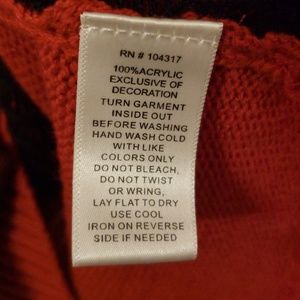 RN # 104317
100%ACRYLIC
EXCLUSIVE OF
DECORATION
TURN GARMENT
INSIDE OUT
BEFORE WASHING
HAND WASH COLD
WITH LIKE
COLORS ONLY
DO NOT BLEACH,
DO NOT TWIST
OR WRING,
LAY FLAT TO DRY
USE COOL
IRON ON REVERSE
SIDE IF NEEDED